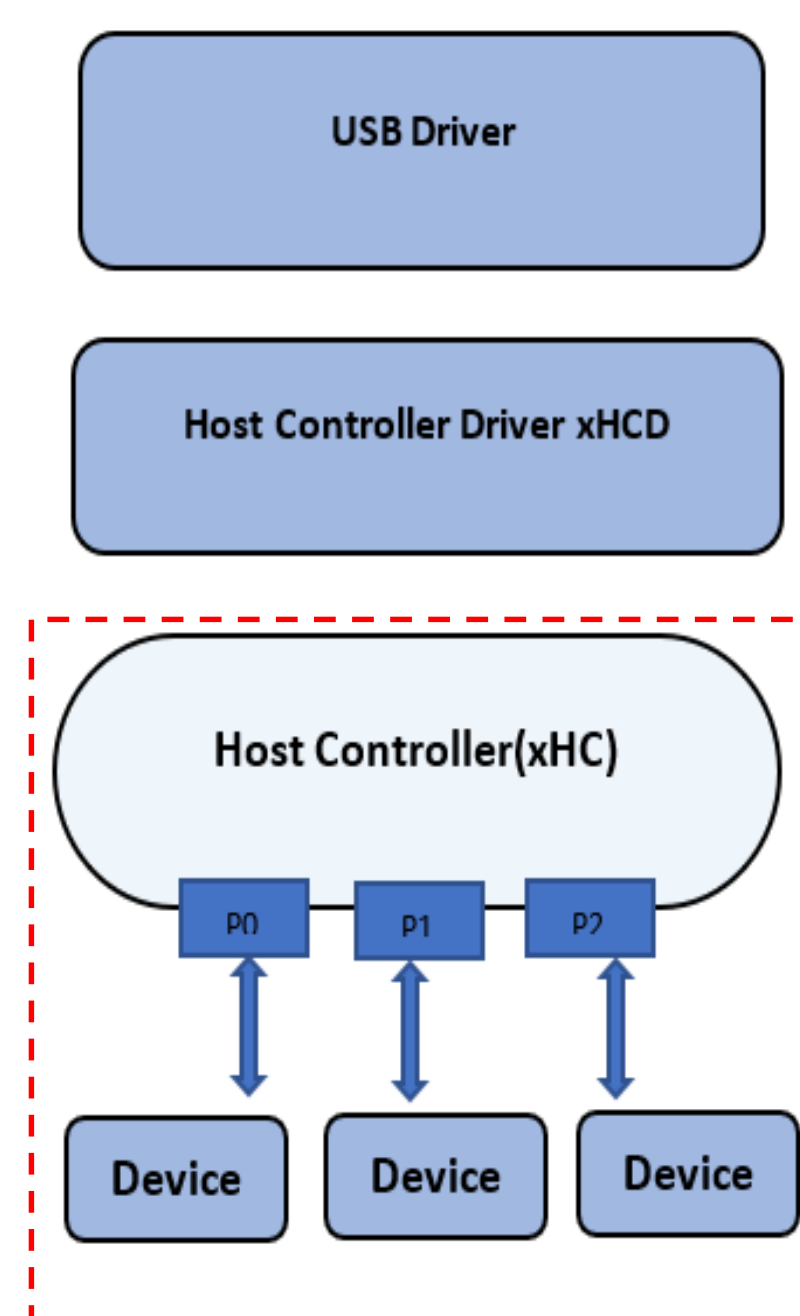 USB Driver
Host Controller Driver xHCD
Host Controller(xHC)
P0
P1
P2
Device
Device
Device